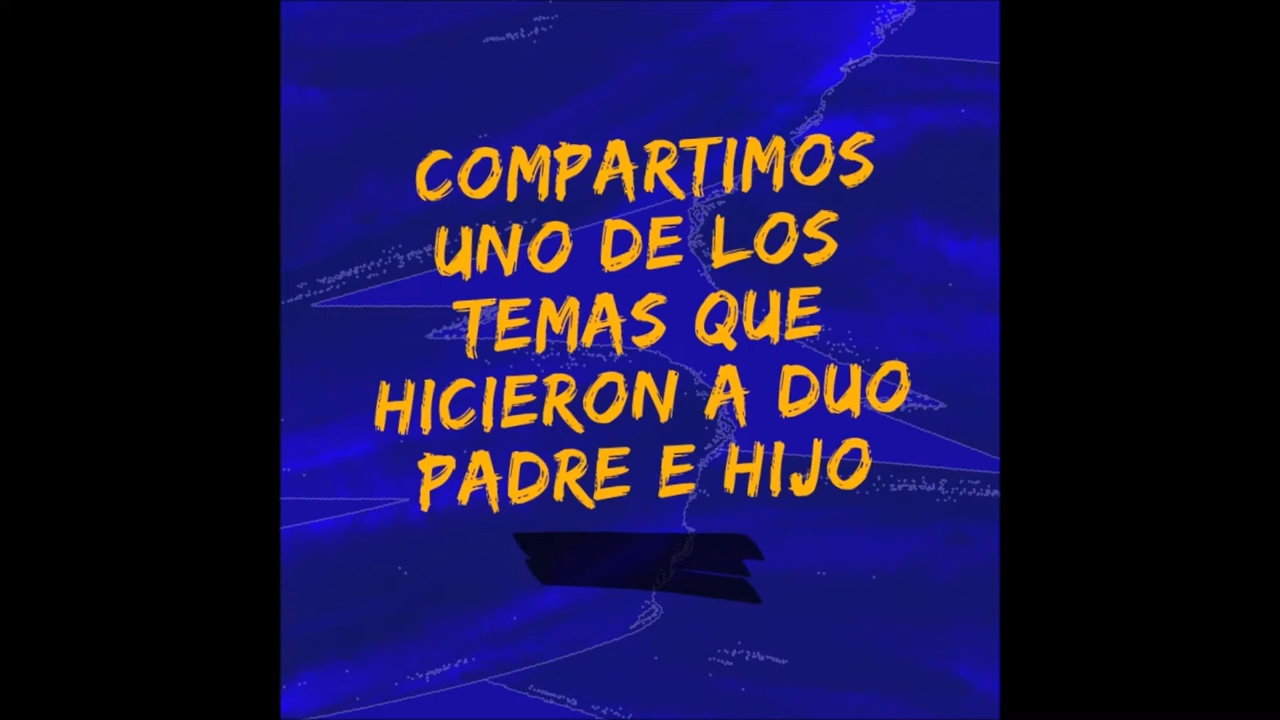 COMPARTIMOS
UNO DE LOS
TEMAS QUE
HICIERON A DUO
PADRE E HIJO